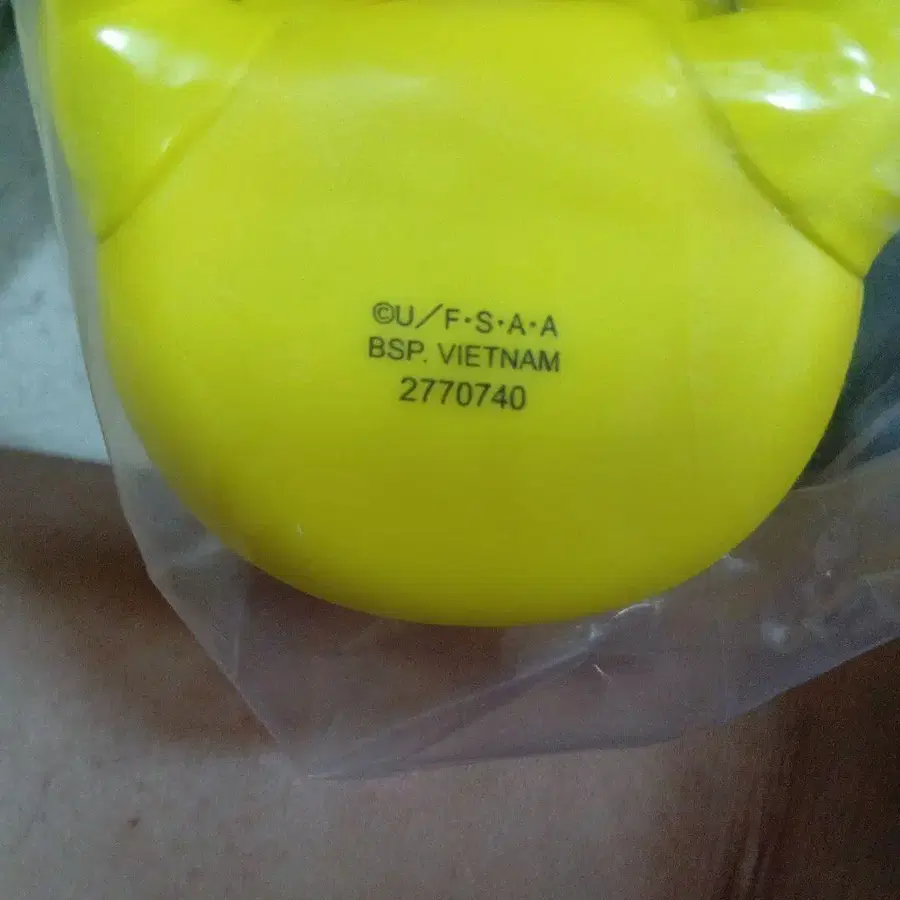 ©U／F・S・A・A
BSP. VIETNAM
2770740